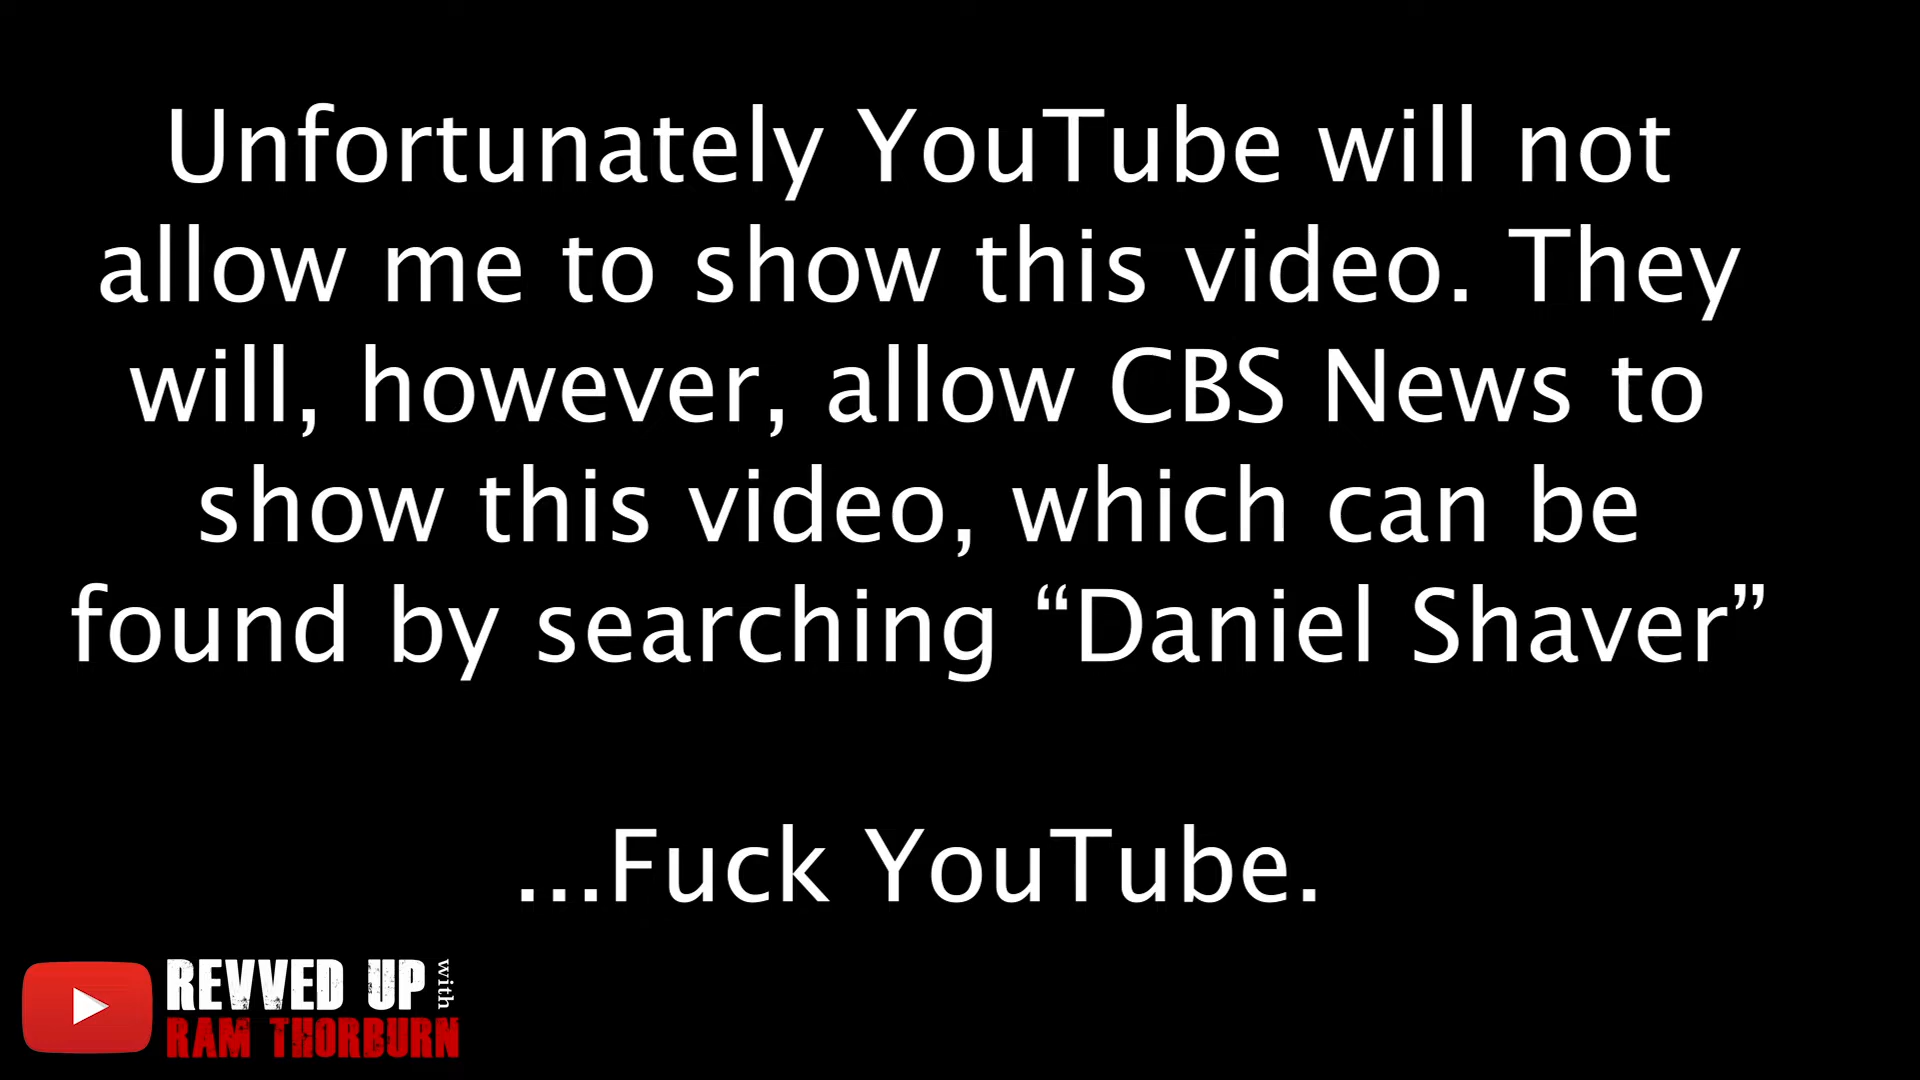 Unfortunately YouTube will not
allow me to show this video. They
will, however, allow CBS News to
show this video, which can be
found by searching “Daniel Shaver”
...Fuck YouTube.
REVVED UP with
RAM THORBURN